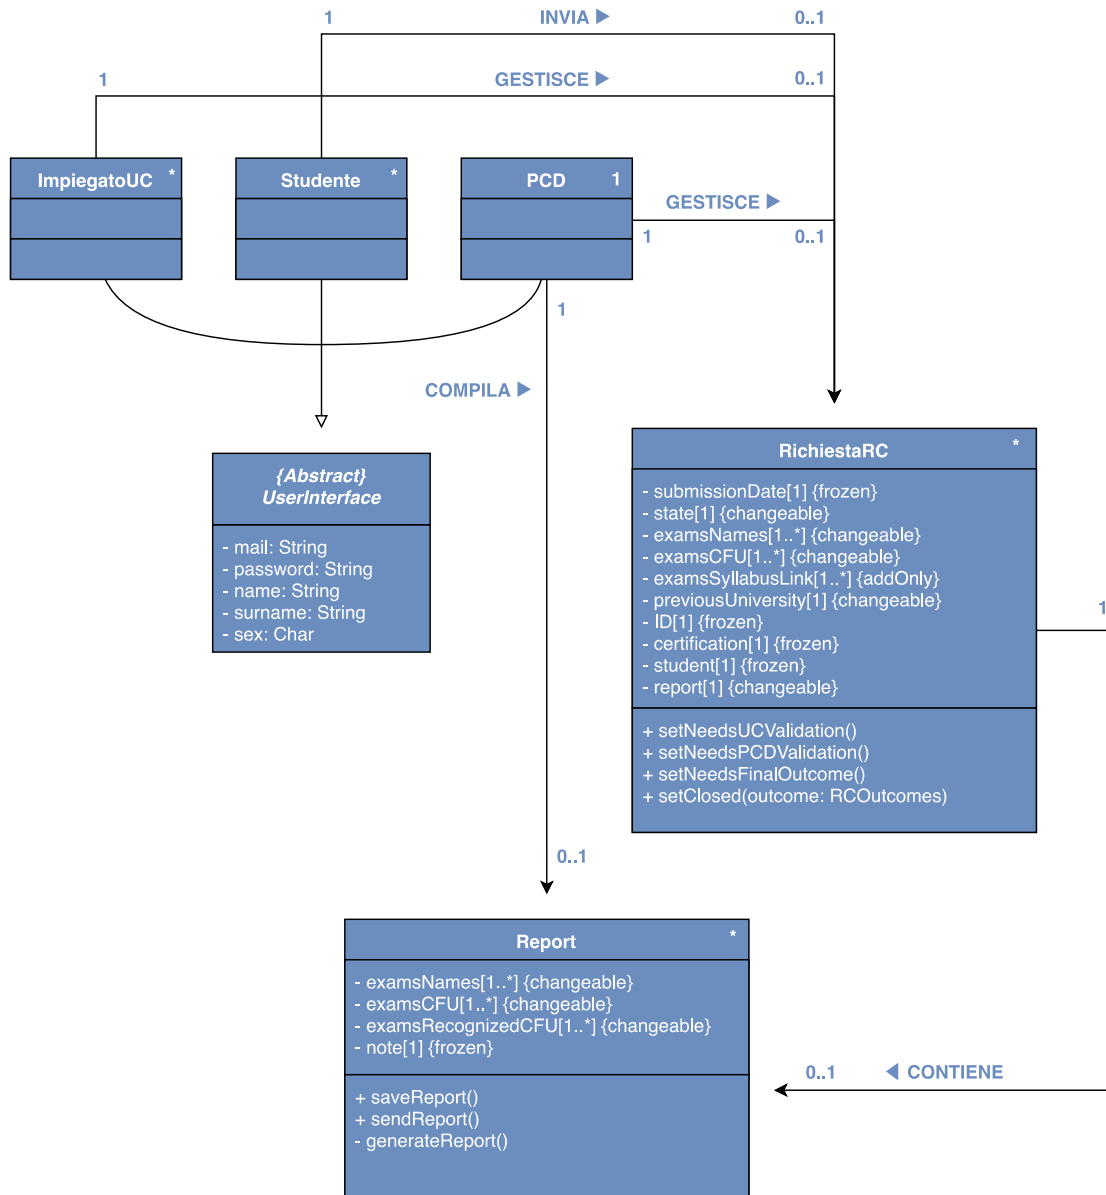 1 INVIA ▶ 0..1
1 GESTISCE ▶ 0..1
ImpiegatoUC *
Studente *
PCD 1
GESTISCE ▶
1 0..1
1
COMPILA ▶
{Abstract}
UserInterface
- mail: String
- password: String
- name: String
- surname: String
- sex: Char
RichiestaRC *
- submissionDate[1] {frozen}
- state[1] {changeable}
- examsNames[1..*] {changeable}
- examsCFU[1..*] {changeable}
- examsSyllabusLink[1..*] {addOnly}
- previousUniversity[1] {changeable}
- ID[1] {frozen}
- certification[1] {frozen}
- student[1] {frozen}
- report[1] {changeable}
+ setNeedsUCValidation()
+ setNeedsPCDValidation()
+ setNeedsFinalOutcome()
+ setClosed(outcome: RCOutcomes)
1
0..1
Report *
- examsNames[1..*] {changeable}
- examsCFU[1..*] {changeable}
- examsRecognizedCFU[1..*] {changeable}
- note[1] {frozen}
+ saveReport()
+ sendReport()
- generateReport()
0..1 ◀ CONTIENE